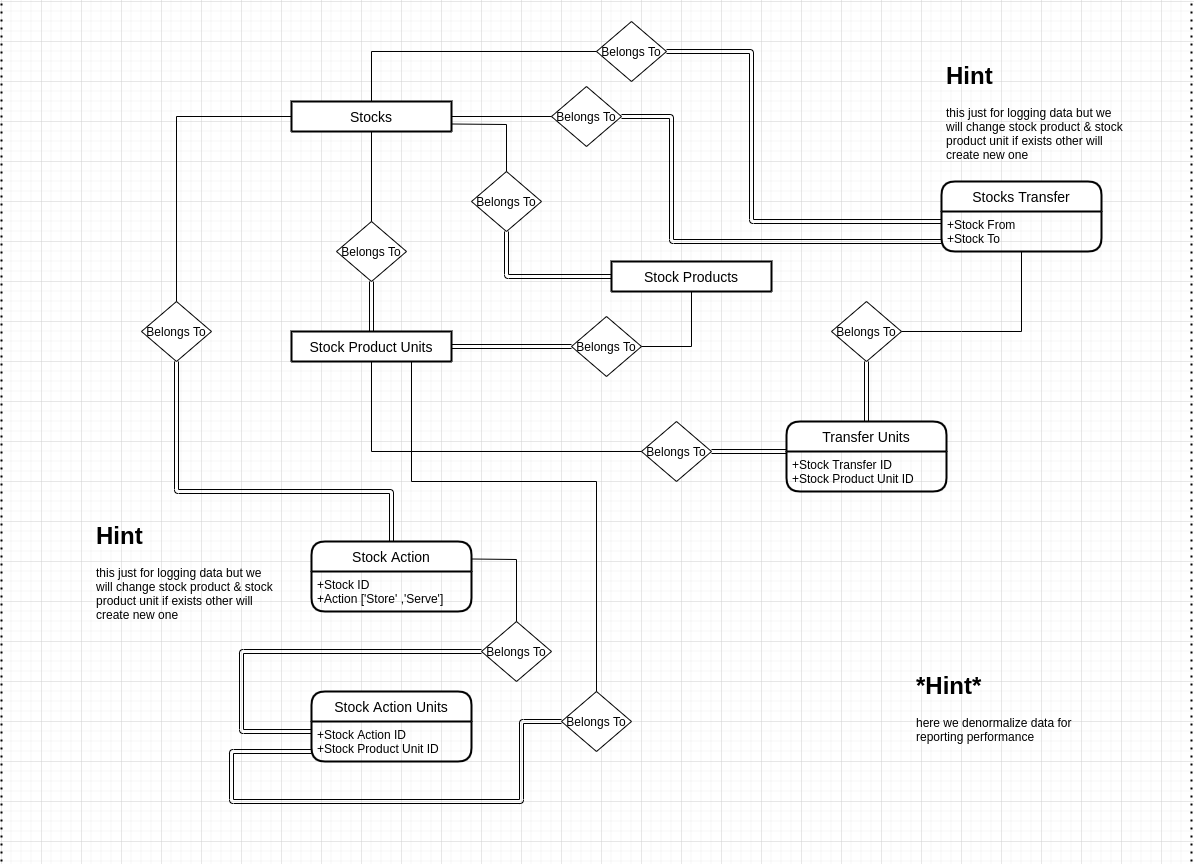 Belongs To
Hint
this just for logging data but we
will change stock product & stock
product unit if exists other will
create new one
Stocks
Belongs To
Belongs To
Stocks Transfer
+Stock From
+Stock To
Belongs To
Stock Products
Belongs To
Belongs To
Stock Product Units
Belongs To
Belongs To
Transfer Units
+Stock Transfer ID
+Stock Product Unit ID
Hint
this just for logging data but we
will change stock product & stock
product unit if exists other will
create new one
Stock Action
+Stock ID
+Action ['Store' ,'Serve']
Belongs To
Stock Action Units
+Stock Action ID
+Stock Product Unit ID
Belongs To
*Hint*
here we denormalize data for
reporting performance